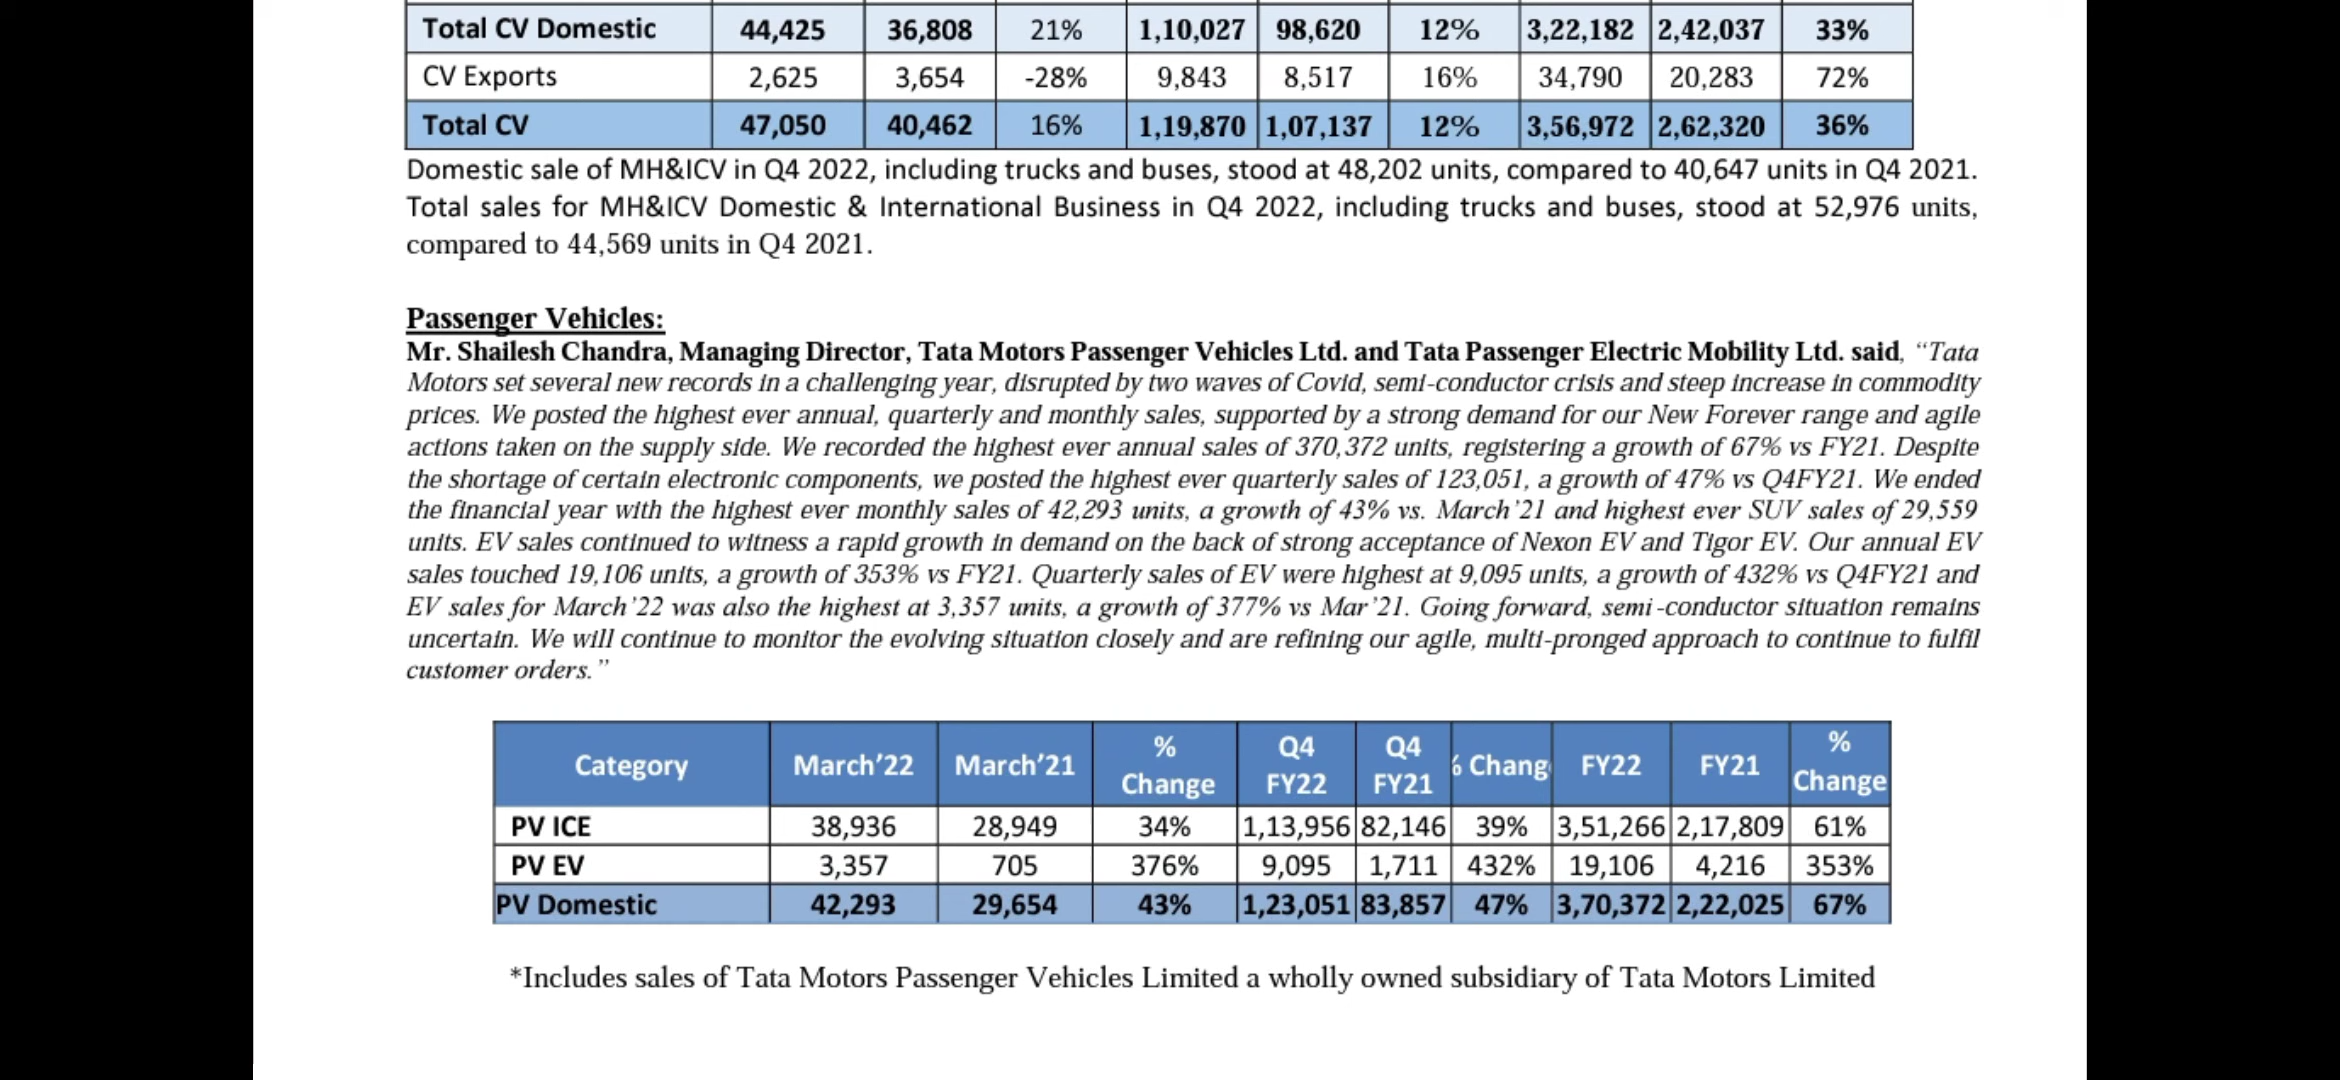 Total CV Domestic 44,425 36,808 21% 1,10,027 98,620 12% 3,22,182 2,42,037 33%
CV Exports 2,625 3,654 -28% 9,843 8,517 16% 34,790 20,283 72%
Total CV 47,050 40,462 16% 1,19,870 1,07,137 12% 3,56,972 2,62,320 36%
Domestic sale of MH&ICV in Q4 2022, including trucks and buses, stood at 48,202 units, compared to 40,647 units in Q4 2021.
Total sales for MH&ICV Domestic & International Business in Q4 2022, including trucks and buses, stood at 52,976 units,
compared to 44,569 units in Q4 2021.
Passenger Vehicles:
Mr. Shailesh Chandra, Managing Director, Tata Motors Passenger Vehicles Ltd. and Tata Passenger Electric Mobility Ltd. said, “Tata
Motors set several new records in a challenging year, disrupted by two waves of Covid, semi-conductor crisis and steep increase in commodity
prices. We posted the highest ever annual, quarterly and monthly sales, supported by a strong demand for our New Forever range and agile
actions taken on the supply side. We recorded the highest ever annual sales of 370,372 units, registering a growth of 67% vs FY21. Despite
the shortage of certain electronic components, we posted the highest ever quarterly sales of 123,051, a growth of 47% vs Q4FY21. We ended
the financial year with the highest ever monthly sales of 42,293 units, a growth of 43% vs. March’21 and highest ever SUV sales of 29,559
units. EV sales continued to witness a rapid growth in demand on the back of strong acceptance of Nexon EV and Tigor EV. Our annual EV
sales touched 19,106 units, a growth of 353% vs FY21. Quarterly sales of EV were highest at 9,095 units, a growth of 432% vs Q4FY21 and
EV sales for March’22 was also the highest at 3,357 units, a growth of 377% vs Mar’21. Going forward, semi-conductor situation remains
uncertain. We will continue to monitor the evolving situation closely and are refining our agile, multi-pronged approach to continue to fulfil
customer orders.”
Category March’22 March’21 % Change Q4 FY22 Q4 FY21 % Chang FY22 FY21 % Change
PV ICE 38,936 28,949 34% 1,13,956 82,146 39% 3,51,266 2,17,809 61%
PV EV 3,357 705 376% 9,095 1,711 432% 19,106 4,216 353%
PV Domestic 42,293 29,654 43% 1,23,051 83,857 47% 3,70,372 2,22,025 67%
*Includes sales of Tata Motors Passenger Vehicles Limited a wholly owned subsidiary of Tata Motors Limited